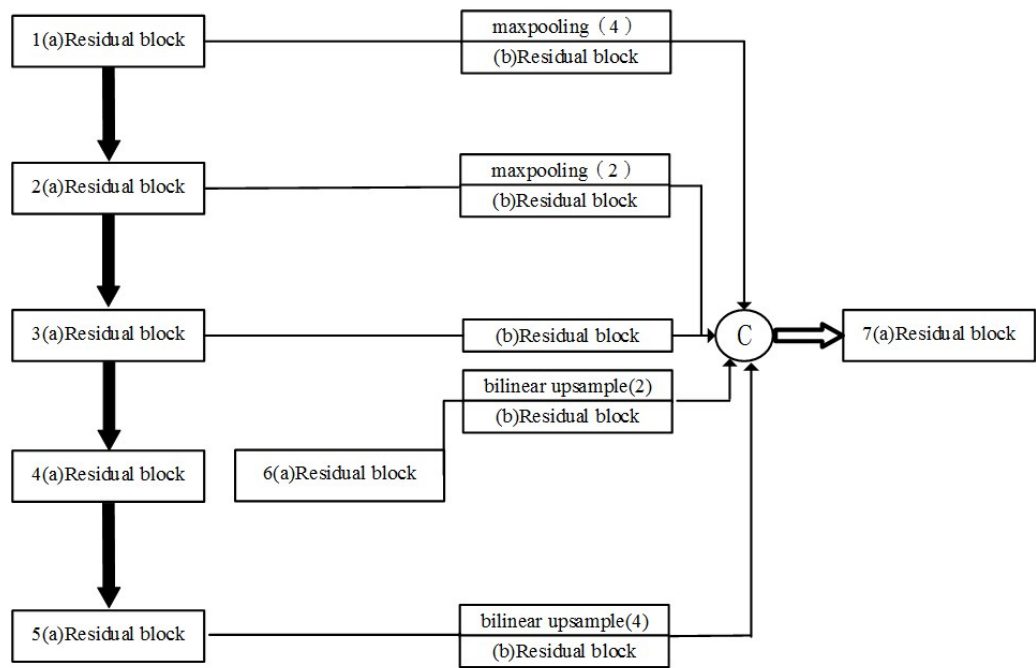 1(a)Residual block
maxpooling（4）
(b)Residual block
2(a)Residual block
maxpooling（2）
(b)Residual block
3(a)Residual block
(b)Residual block
C
7(a)Residual block
bilinear upsample(2)
(b)Residual block
4(a)Residual block
6(a)Residual block
5(a)Residual block
bilinear upsample(4)
(b)Residual block